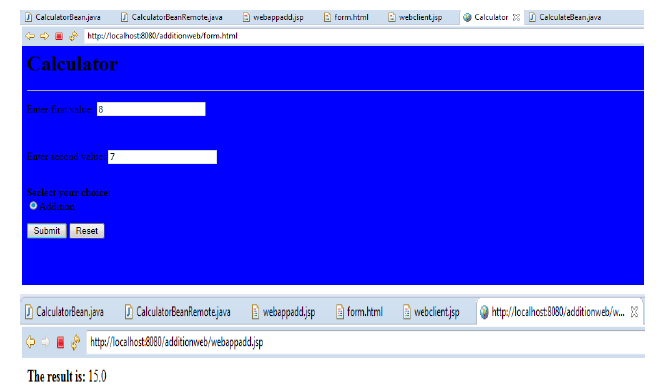 CalculatorBean.java CalculatorBeanRemote.java webappadd.jsp form.html webclient.jsp Calculator CalculateBean.java
http://localhost:8080/additionweb/form.html
Calculator
Enter first value: 8
Enter second value: 7
Seelect your choice:
Addition
Submit Reset
CalculatorBean.java CalculatorBeanRemote.java webappadd.jsp form.html webclient.jsp http://localhost:8080/additionweb/w...
http://localhost:8080/additionweb/webappadd.jsp
The result is: 15.0